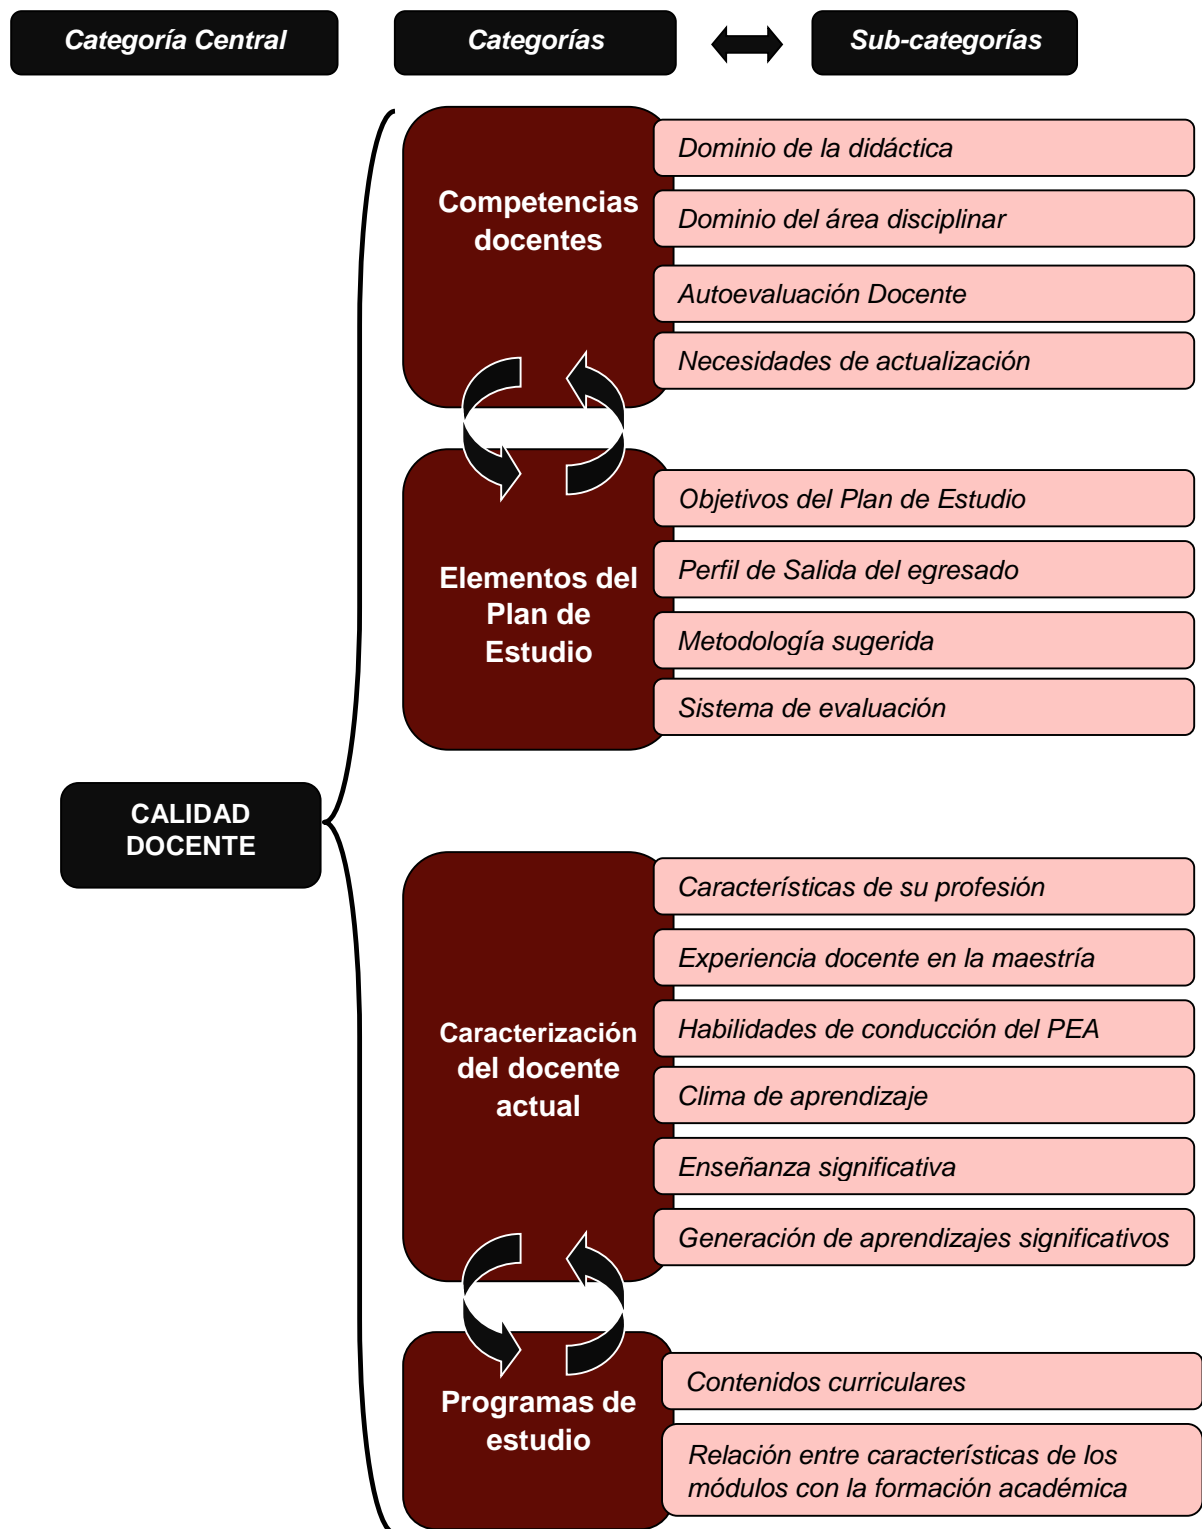 Categoría Central
Categorías
Sub-categorías
CALIDAD
DOCENTE
Competencias
docentes
Dominio de la didáctica
Dominio del área disciplinar
Autoevaluación Docente
Necesidades de actualización
Elementos del
Plan de
Estudio
Objetivos del Plan de Estudio
Perfil de Salida del egresado
Metodología sugerida
Sistema de evaluación
Caracterización
del docente
actual
Características de su profesión
Experiencia docente en la maestría
Habilidades de conducción del PEA
Clima de aprendizaje
Enseñanza significativa
Generación de aprendizajes significativos
Programas de
estudio
Contenidos curriculares
Relación entre características de los
módulos con la formación académica